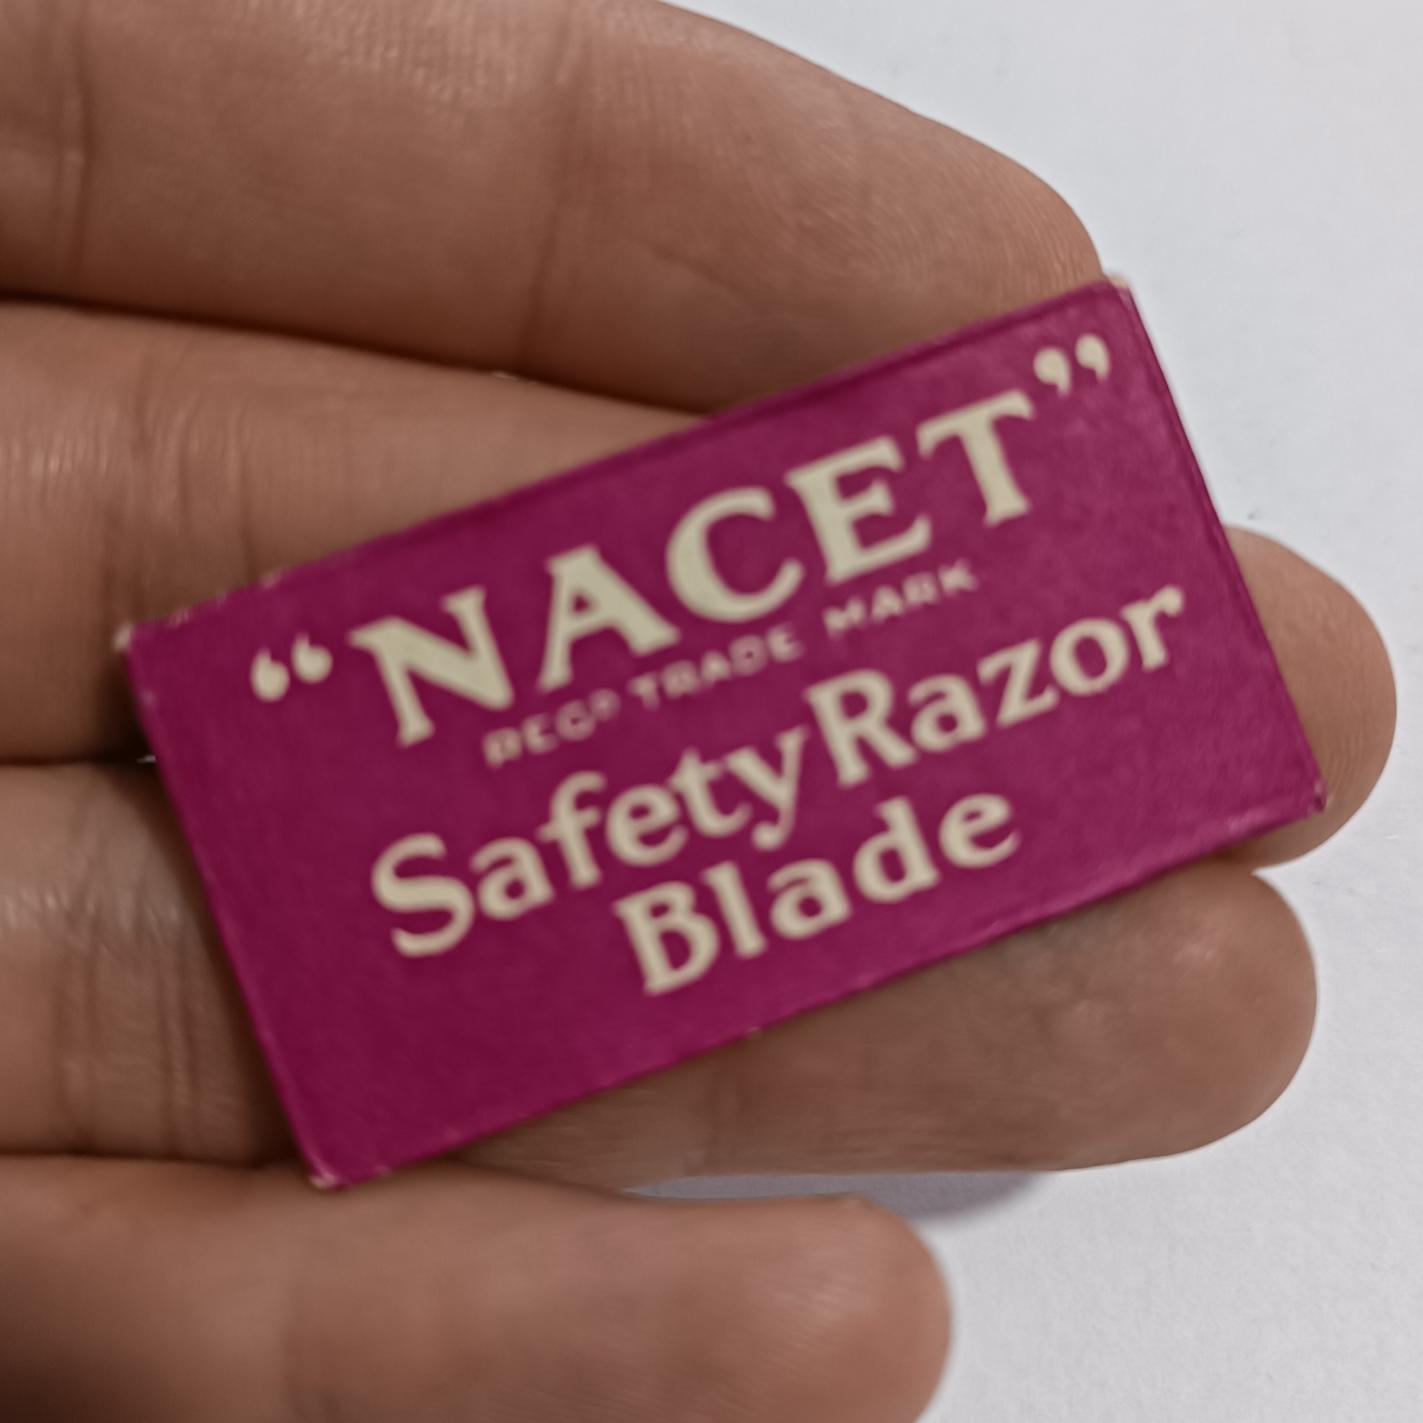 “NACET”
REGD TRADE MARK
Safety Razor
Blade